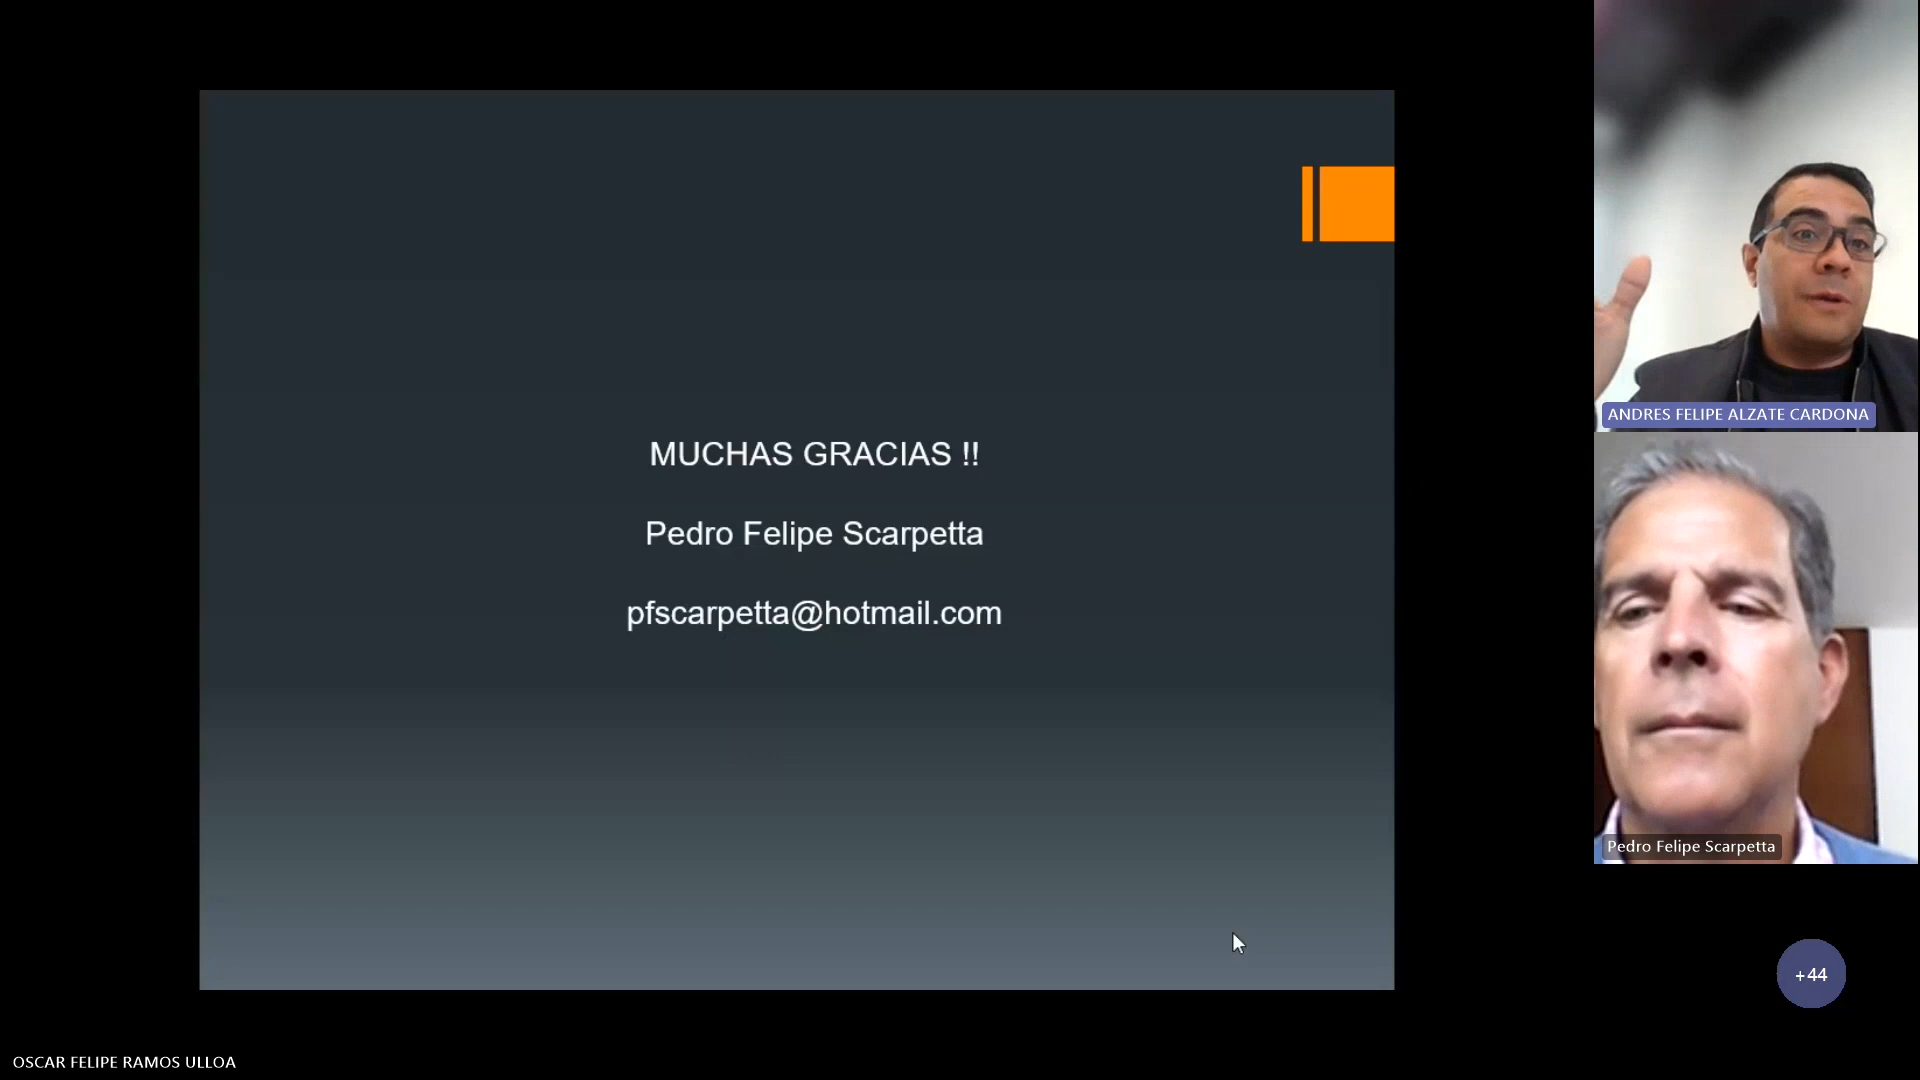 MUCHAS GRACIAS !!
Pedro Felipe Scarpetta
pfscarpetta@hotmail.com
ANDRES FELIPE ALZATE CARDONA
Pedro Felipe Scarpetta
+44
OSCAR FELIPE RAMOS ULLOA